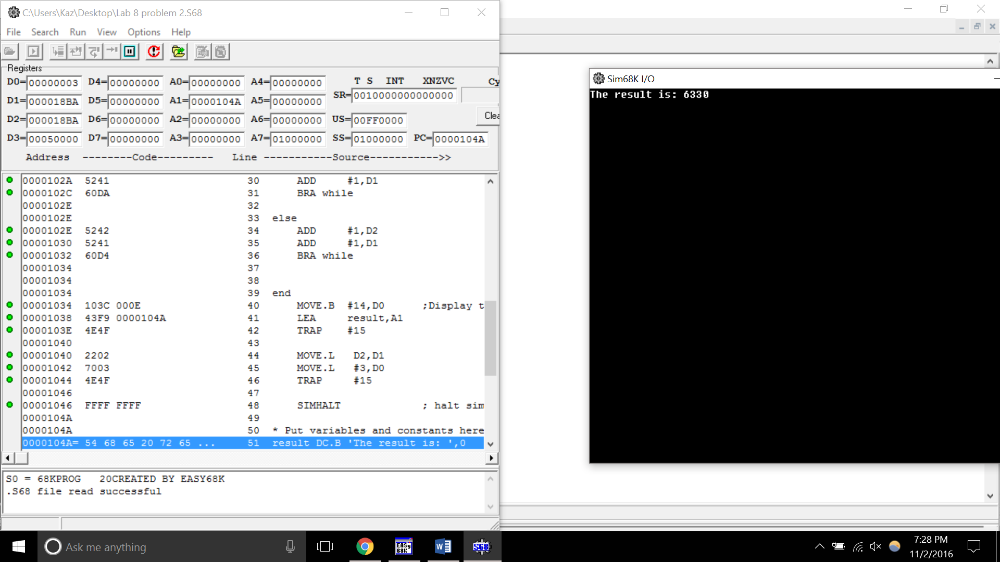 C:\Users\Kaz\Desktop\Lab 8 problem 2.S68
File Search Run View Options Help
Registers
D0= 00000003 D4= 00000000 A0= 00000000 A4= 00000000 T S INT XNZVC Cy
D1= 000018BA D5= 00000000 A1= 0000104A A5= 00000000 SR= 0010000000000000
D2= 000018BA D6= 00000000 A2= 00000000 A6= 00000000 US= 00FF0000 Clea
D3= 00050000 D7= 00000000 A3= 00000000 A7= 01000000 SS= 01000000 PC= 0000104A
Address --------Code--------- Line -----------Source----------->>
0000102A 5241 30 ADD #1,D1
0000102C 60DA 31 BRA while
0000102E 32
0000102E 33 else
0000102E 5242 34 ADD #1,D2
00001030 5241 35 ADD #1,D1
00001032 60D4 36 BRA while
00001034 37
00001034 38
00001034 39 end
00001034 103C 000E 40 MOVE.B #14,D0 ;Display t
00001038 43F9 0000104A 41 LEA result,A1
0000103E 4E4F 42 TRAP #15
00001040 43
00001040 2202 44 MOVE.L D2,D1
00001042 7003 45 MOVE.L #3,D0
00001044 4E4F 46 TRAP #15
00001046 47
00001046 FFFF FFFF 48 SIMHALT ; halt sim
0000104A 49
0000104A 50 * Put variables and constants here
0000104A= 54 68 65 20 72 65 ... 51 result DC.B 'The result is: ',0
S0 = 68KPROG 20CREATED BY EASY68K
.S68 file read successful
Sim68K I/O
The result is: 6330
Ask me anything
EASy
68K
W
S68
7:28 PM
11/2/2016